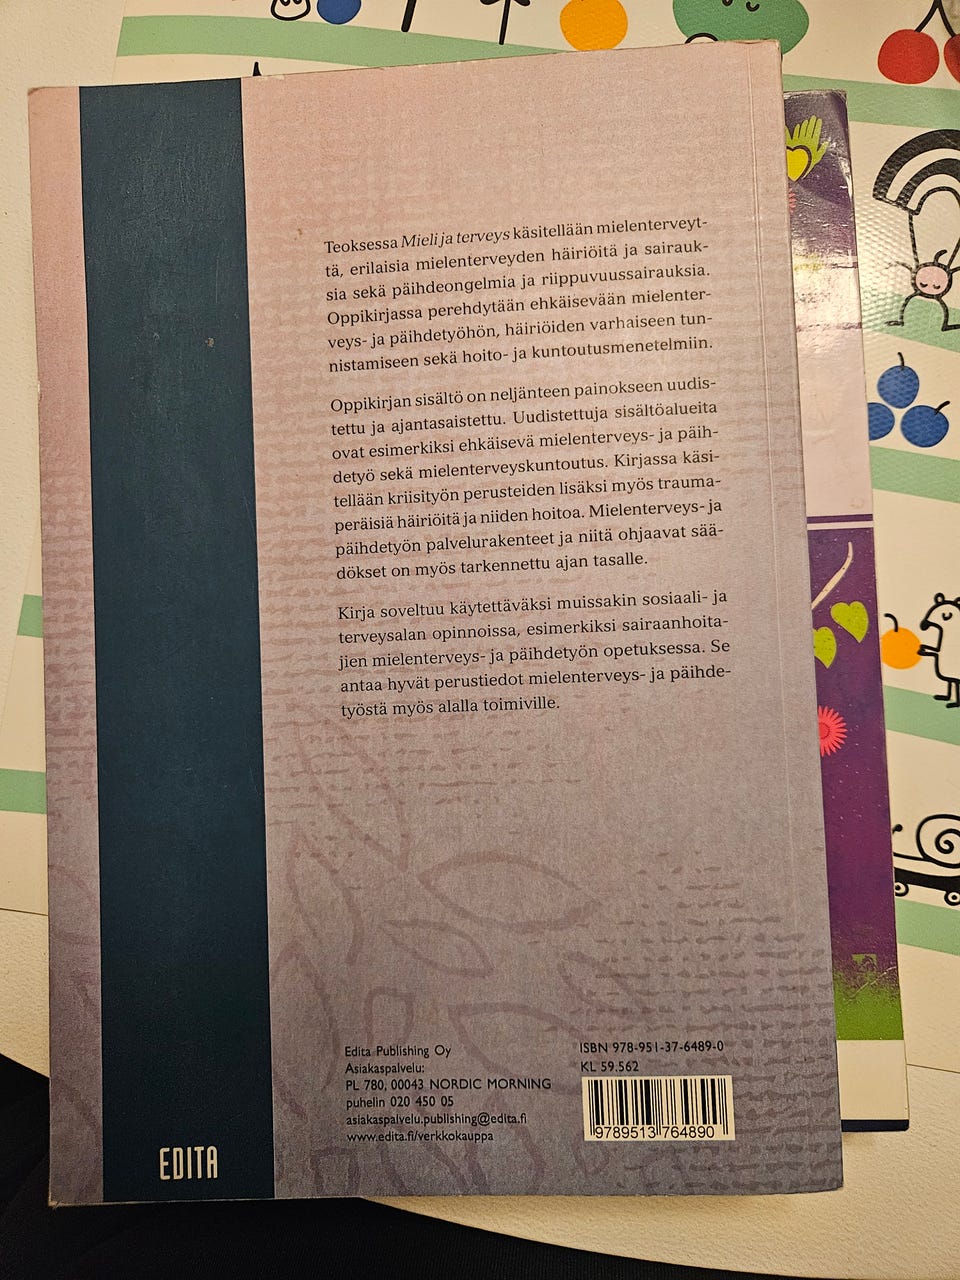 Teoksessa Mieli ja terveys käsitellään mielenterveyt-
tä, erilaisia mielenterveyden häiriöitä ja sairauk-
sia sekä päihdeongelmia ja riippuvuussairauksia.
Oppikirjassa perehdytään ehkäisevään mielenter-
veys- ja päihdetyöhön, häiriöiden varhaiseen tun-
nistamiseen sekä hoito- ja kuntoutusmenetelmiin.
Oppikirjan sisältö on neljänteen painokseen uudis-
tettu ja ajantasaistettu. Uudistettuja sisältöalueita
ovat esimerkiksi ehkäisevä mielenterveys- ja päih-
detyö sekä mielenterveyskuntoutus. Kirjassa käsi-
tellään kriisityön perusteiden lisäksi myös trauma-
peräisiä häiriöitä ja niiden hoitoa. Mielenterveys- ja
päihdetyön palvelurakenteet ja niitä ohjaavat sää-
dökset on myös tarkennettu ajan tasalle.
Kirja soveltuu käytettäväksi muissakin sosiaali- ja
terveysalan opinnoissa, esimerkiksi sairaanhoita-
jien mielenterveys- ja päihdetyön opetuksessa. Se
antaa hyvät perustiedot mielenterveys- ja päihde-
työstä myös alalla toimiville.
Edita Publishing Oy
Asiakaspalvelu:
PL 780, 00043 NORDIC MORNING
puhelin 020 450 05
asiakaspalvelu.publishing@edita.fi
www.edita.fi/verkkokauppa
ISBN 978-951-37-6489-0
KL 59.562
9789513764890
EDITA